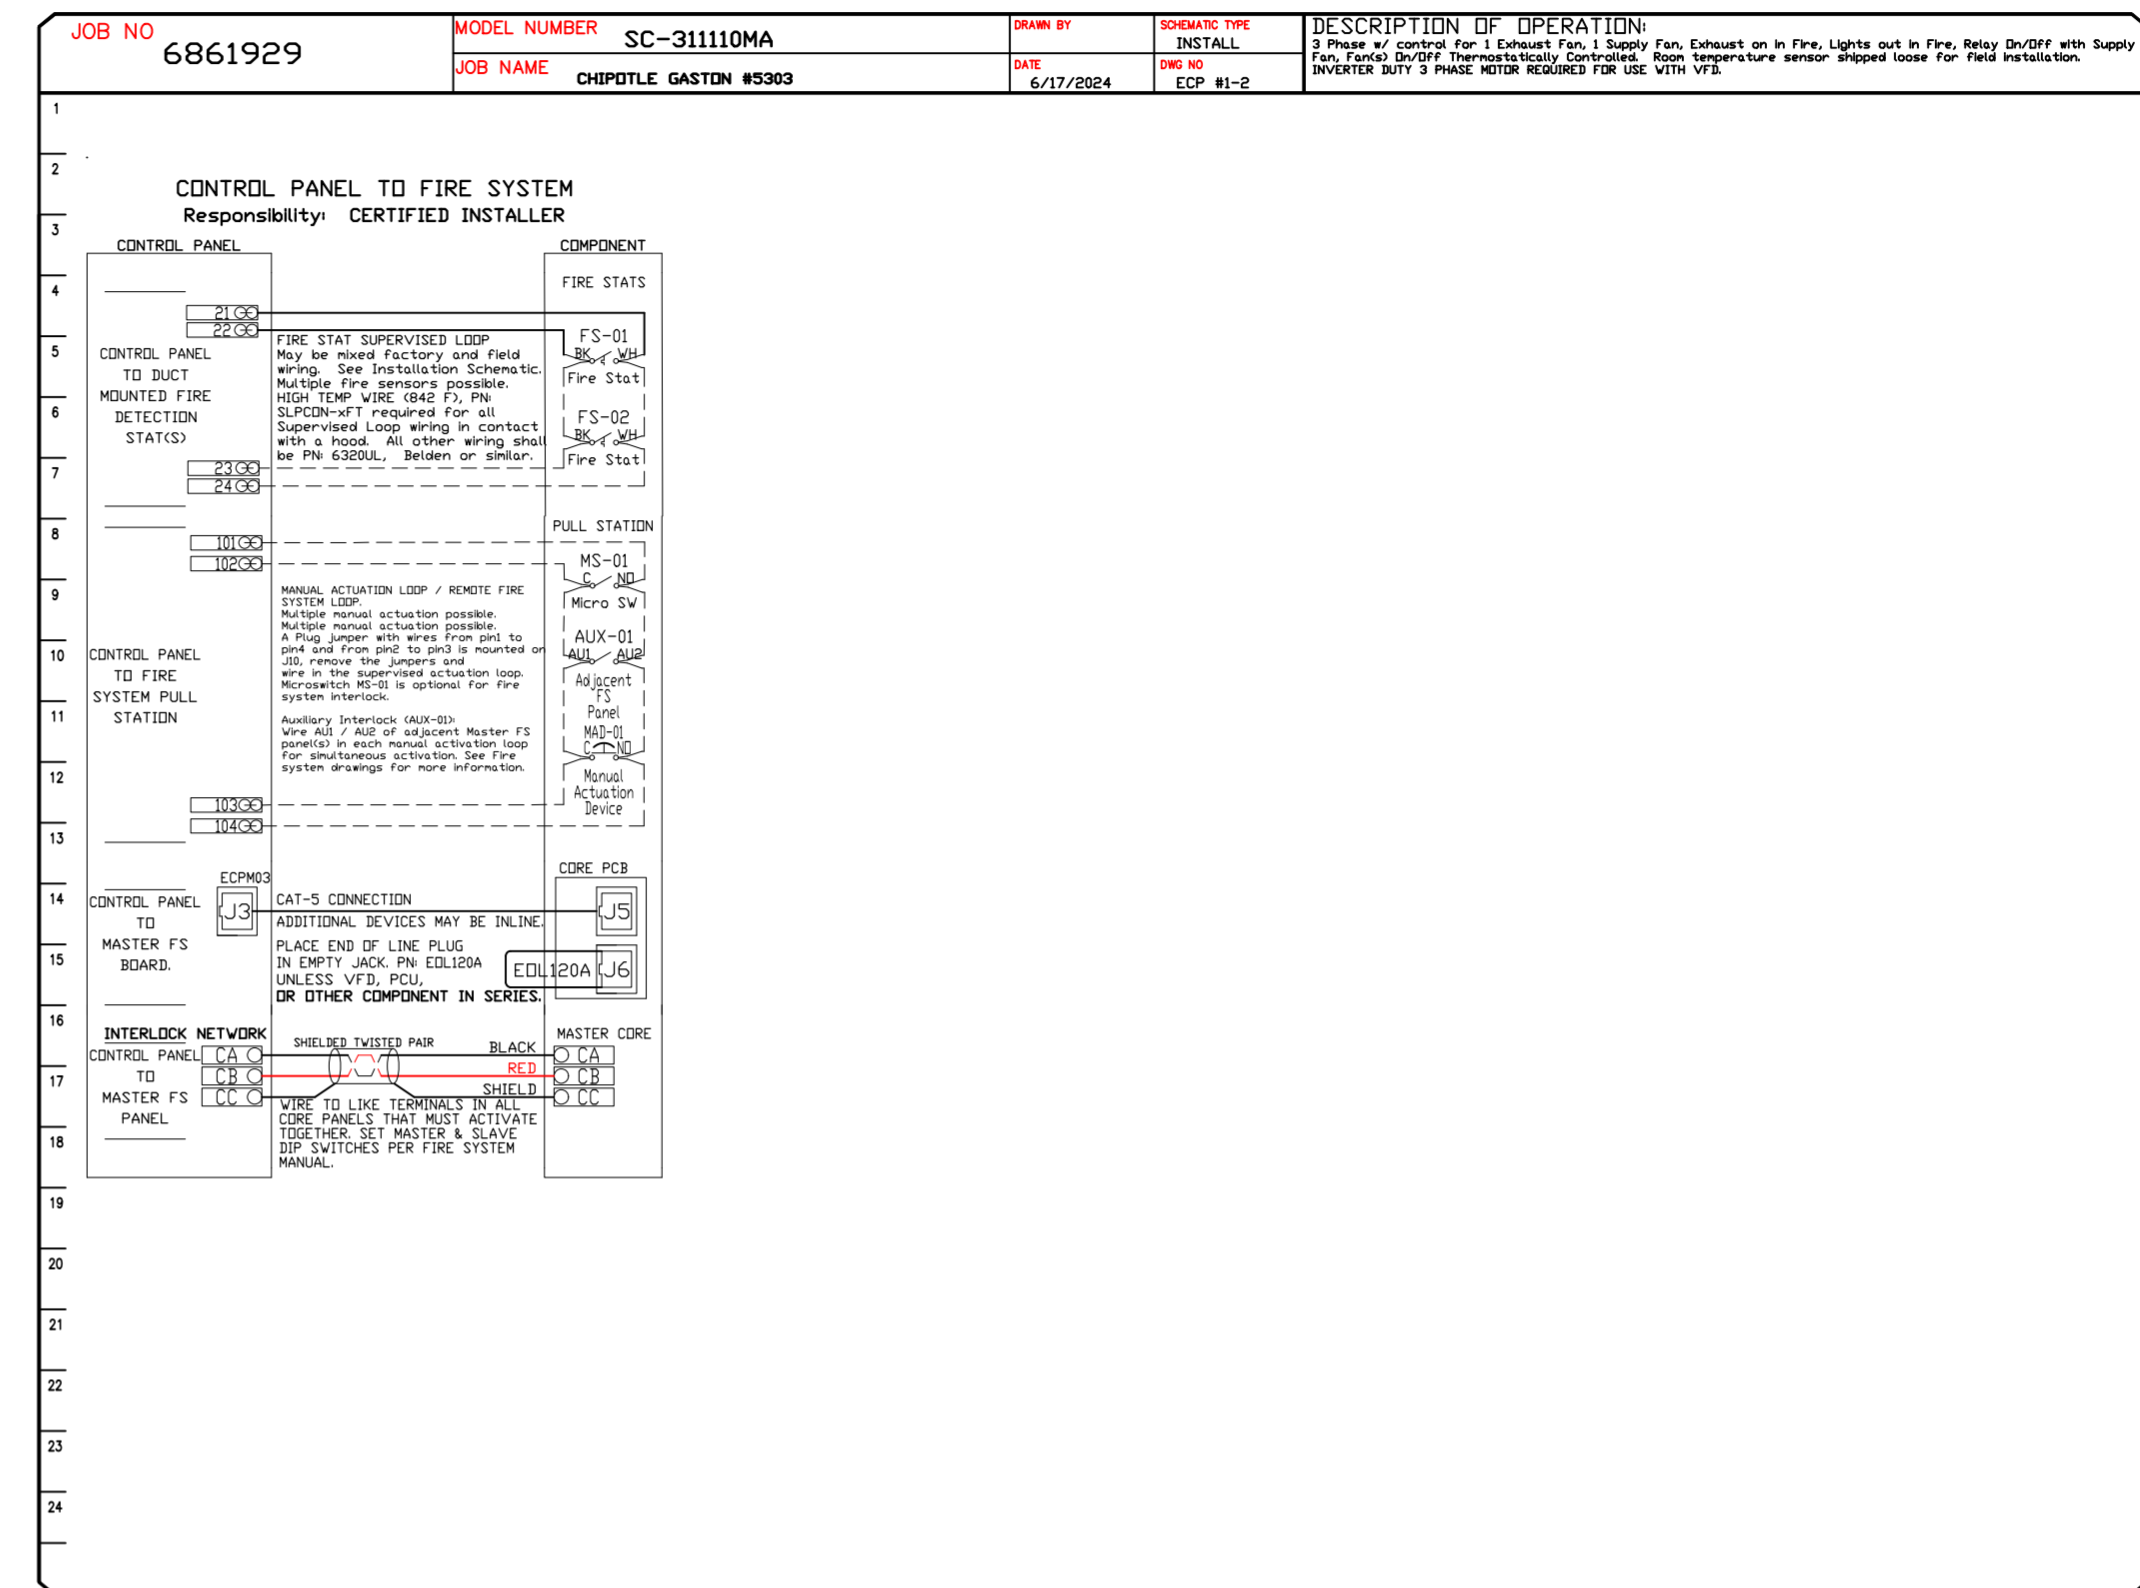 JOB NO 6861929
MODEL NUMBER SC-311110MA
JOB NAME CHIPOTLE GASTON #5303
DRAWN BY
DATE 6/17/2024
SCHEMATIC TYPE INSTALL
DWG NO ECP #1-2
DESCRIPTION OF OPERATION:
3 Phase w/ control for 1 Exhaust Fan, 1 Supply Fan, Exhaust on in Fire, Lights out in Fire, Relay On/Off with Supply
Fan, Fan(s) On/Off Thermostatically Controlled. Room temperature sensor shipped loose for field installation.
INVERTER DUTY 3 PHASE MOTOR REQUIRED FOR USE WITH VFD.
1
2
3
4
5
6
7
8
9
10
11
12
13
14
15
16
17
18
19
20
21
22
23
24
CONTROL PANEL TO FIRE SYSTEM
Responsibility: CERTIFIED INSTALLER
CONTROL PANEL
COMPONENT
FIRE STATS
21
22
CONTROL PANEL
TO DUCT
MOUNTED FIRE
DETECTION
STAT(S)
FIRE STAT SUPERVISED LOOP
May be mixed factory and field
wiring. See Installation Schematic.
Multiple fire sensors possible.
HIGH TEMP WIRE (842 F), PN:
SLPCON-xFT required for all
Supervised Loop wiring in contact
with a hood. All other wiring shall
be PN: 6320UL, Belden or similar.
FS-01
BK WH
Fire Stat
FS-02
BK WH
Fire Stat
23
24
PULL STATION
101
102
MS-01
C NO
Micro SW
MANUAL ACTUATION LOOP / REMOTE FIRE
SYSTEM LOOP.
Multiple manual actuation possible.
Multiple manual actuation possible.
A Plug jumper with wires from pin1 to
pin4 and from pin2 to pin3 is mounted on
J10, remove the jumpers and
wire in the supervised actuation loop.
Microswitch MS-01 is optional for fire
system interlock.
Auxiliary Interlock (AUX-01):
Wire AU1 / AU2 of adjacent Master FS
panel(s) in each manual activation loop
for simultaneous activation. See Fire
system drawings for more information.
CONTROL PANEL
TO FIRE
SYSTEM PULL
STATION
AUX-01
AU1 AU2
Adjacent
FS
Panel
MAD-01
C NO
Manual
Actuation
Device
103
104
ECPM03
CORE PCB
CONTROL PANEL
TO
MASTER FS
BOARD.
J3
CAT-5 CONNECTION
ADDITIONAL DEVICES MAY BE INLINE.
J5
PLACE END OF LINE PLUG
IN EMPTY JACK. PN: EOL120A
UNLESS VFD, PCU,
OR OTHER COMPONENT IN SERIES.
EOL120A J6
INTERLOCK NETWORK
CONTROL PANEL
TO
MASTER FS
PANEL
CA
CB
CC
SHIELDED TWISTED PAIR
BLACK
RED
SHIELD
MASTER CORE
CA
CB
CC
WIRE TO LIKE TERMINALS IN ALL
CORE PANELS THAT MUST ACTIVATE
TOGETHER. SET MASTER & SLAVE
DIP SWITCHES PER FIRE SYSTEM
MANUAL.